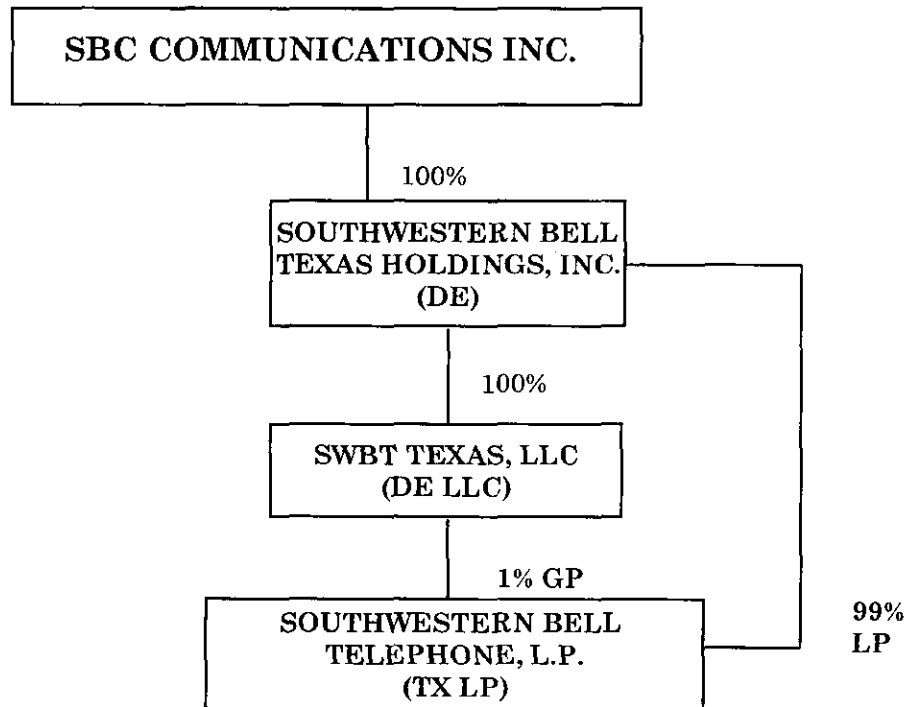 SBC COMMUNICATIONS INC.
100%
SOUTHWESTERN BELL
TEXAS HOLDINGS, INC.
(DE)
100%
SWBT TEXAS, LLC
(DE LLC)
1% GP
SOUTHWESTERN BELL
TELEPHONE, L.P.
(TX LP)
99%
LP